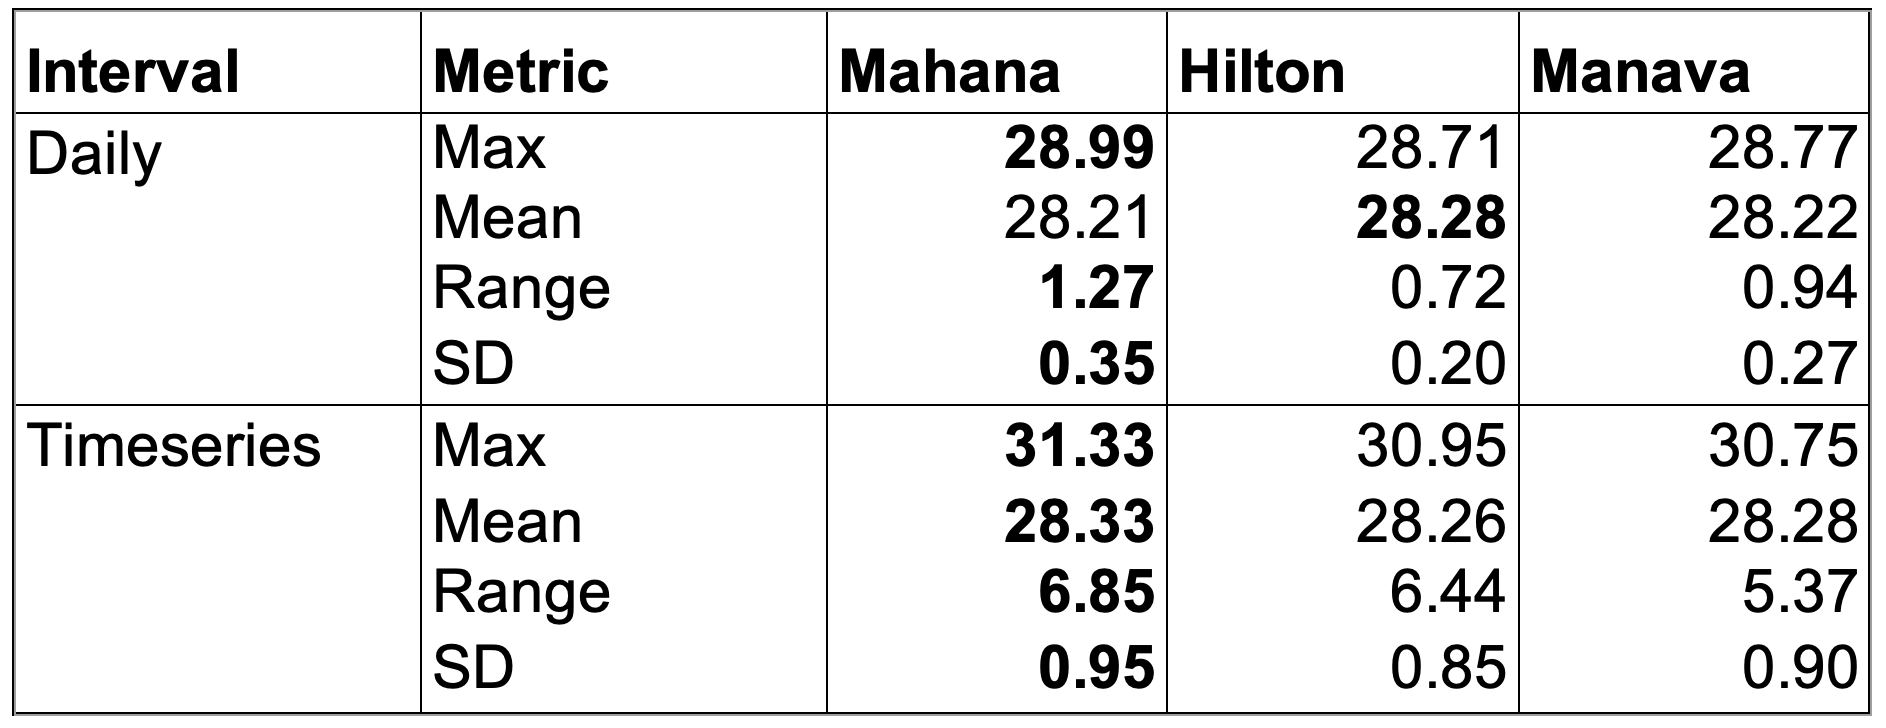 Interval Metric Mahana Hilton Manava
Daily Max 28.99 28.71 28.77
Mean 28.21 28.28 28.22
Range 1.27 0.72 0.94
SD 0.35 0.20 0.27
Timeseries Max 31.33 30.95 30.75
Mean 28.33 28.26 28.28
Range 6.85 6.44 5.37
SD 0.95 0.85 0.90